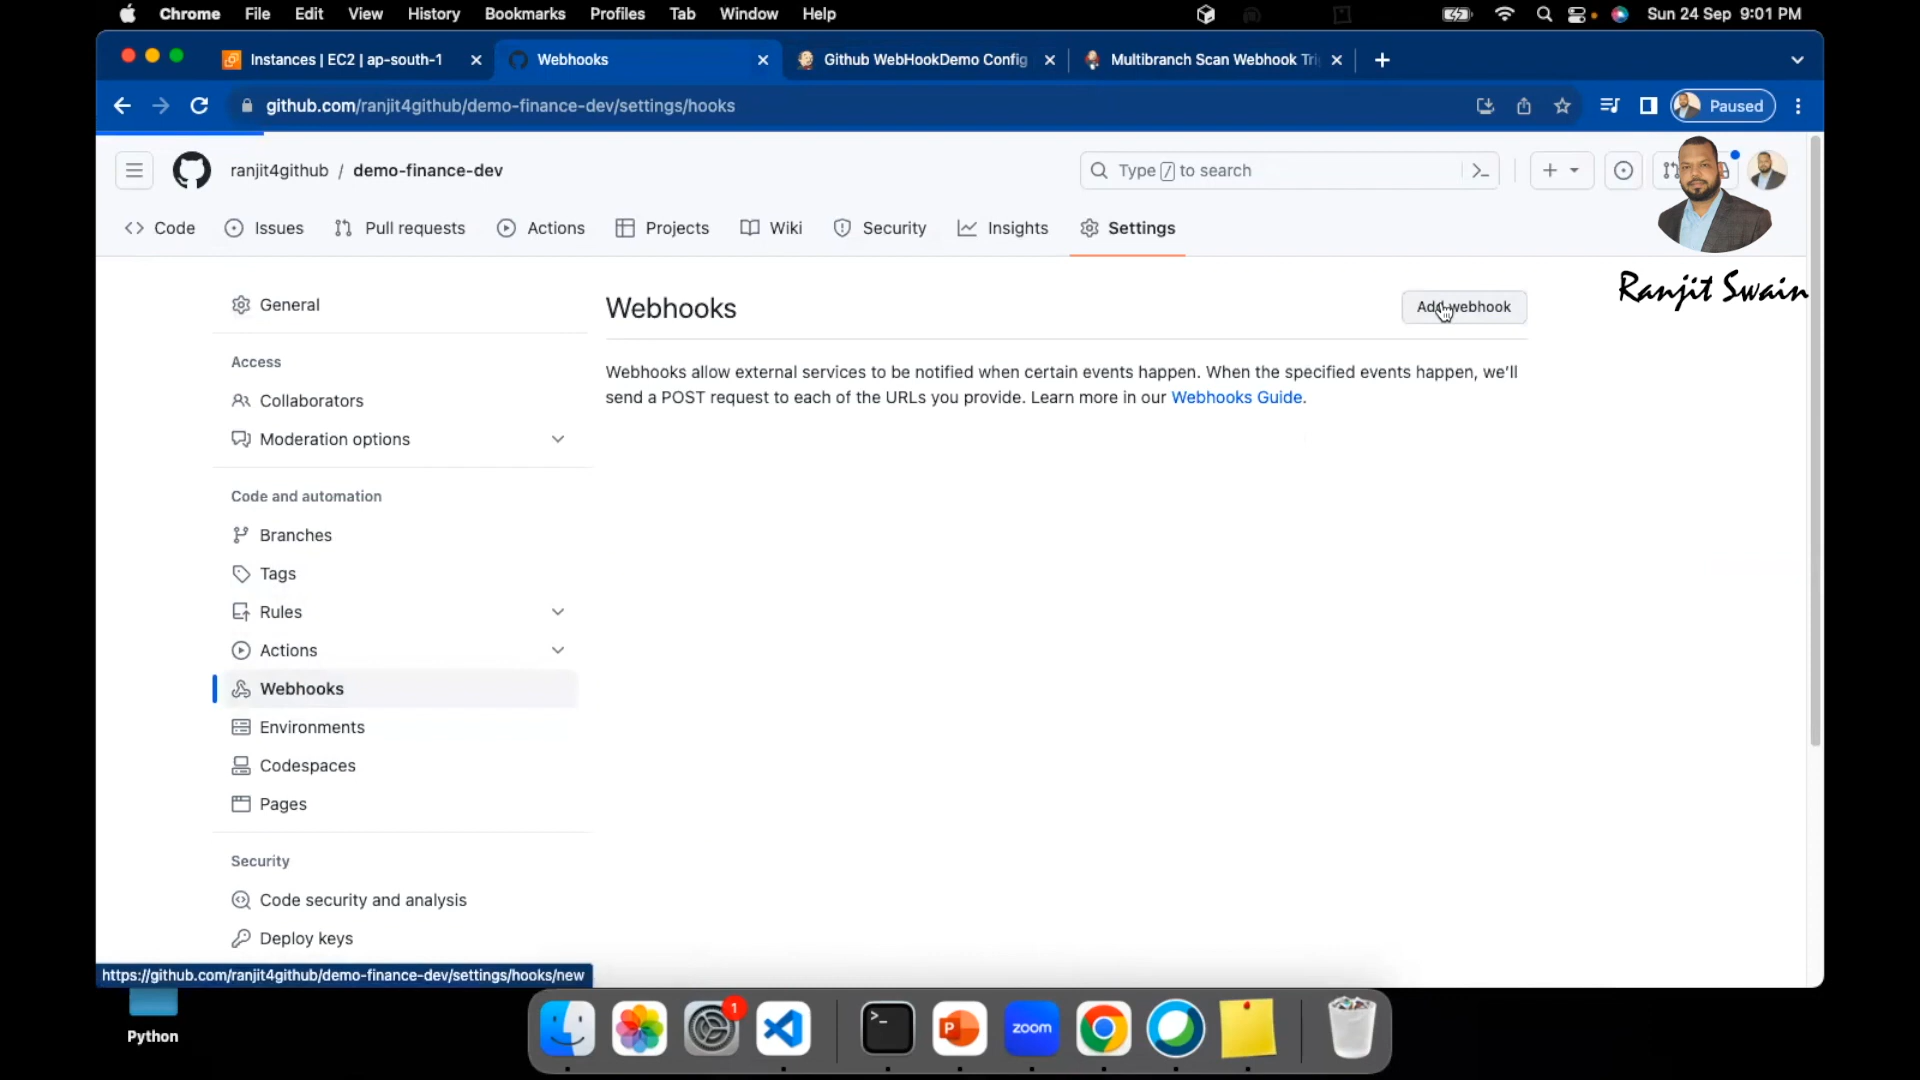 Chrome File Edit View History Bookmarks Profiles Tab Window Help Sun 24 Sep 9:01 PM
Instances | EC2 | ap-south-1 Webhooks Github WebHookDemo Config Multibranch Scan Webhook Tri
github.com/ranjit4github/demo-finance-dev/settings/hooks Paused
ranjit4github / demo-finance-dev Type / to search
Code Issues Pull requests Actions Projects Wiki Security Insights Settings
Ranjit Swain
General
Webhooks
Add webhook
Access
Collaborators
Moderation options
Webhooks allow external services to be notified when certain events happen. When the specified events happen, we'll
send a POST request to each of the URLs you provide. Learn more in our Webhooks Guide.
Code and automation
Branches
Tags
Rules
Actions
Webhooks
Environments
Codespaces
Pages
Security
Code security and analysis
Deploy keys
https://github.com/ranjit4github/demo-finance-dev/settings/hooks/new
Python
1
zoom